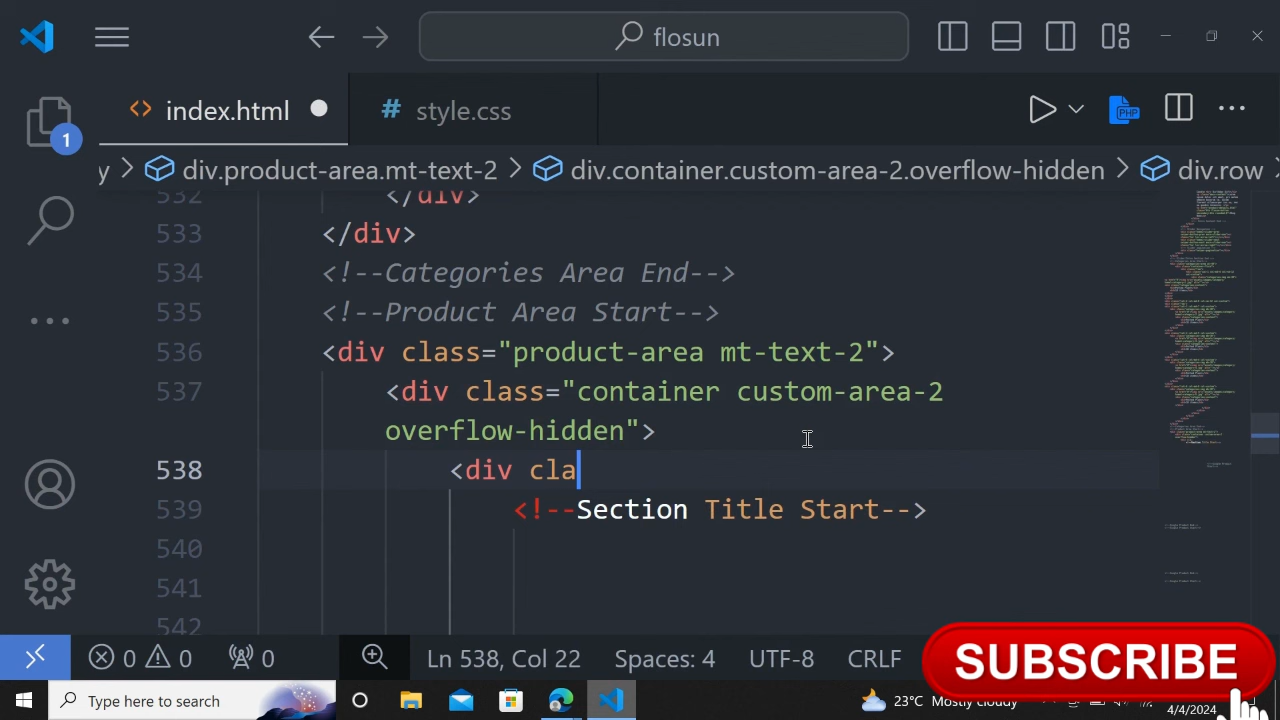 flosun
index.html
# style.css
1
y > div.product-area.mt-text-2 > div.container.custom-area-2.overflow-hidden > div.row
532 </div>
533 </div>
534 <!--Categories Area End-->
535 <!--Produt Area Start-->
536 <div class="product-area mt-text-2">
537 <div class="container custom-area-2
overflow-hidden">
538 <div cla
539 <!--Section Title Start-->
540
541
542
0 0 0 Ln 538, Col 22 Spaces: 4 UTF-8 CRLF
SUBSCRIBE
Type here to search 23°C Mostly cloudy
4/4/2024